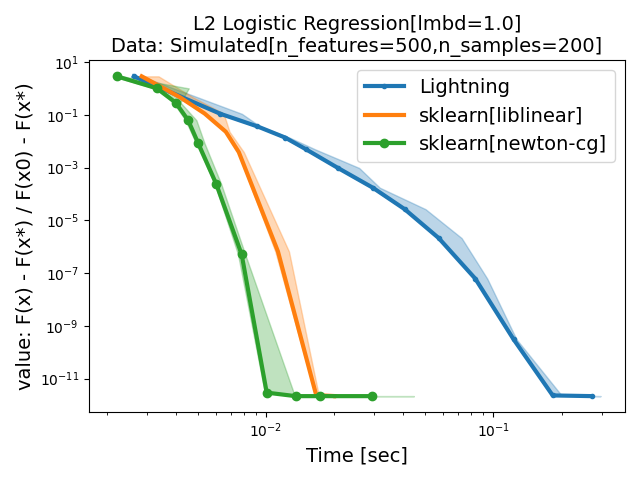 L2 Logistic Regression[lmbd=1.0]
Data: Simulated[n_features=500,n_samples=200]
value: F(x) - F(x*) / F(x0) - F(x*)
10¹
10⁻¹
10⁻³
10⁻⁵
10⁻⁷
10⁻⁹
10⁻¹¹
Lightning
sklearn[liblinear]
sklearn[newton-cg]
10⁻² 10⁻¹
Time [sec]